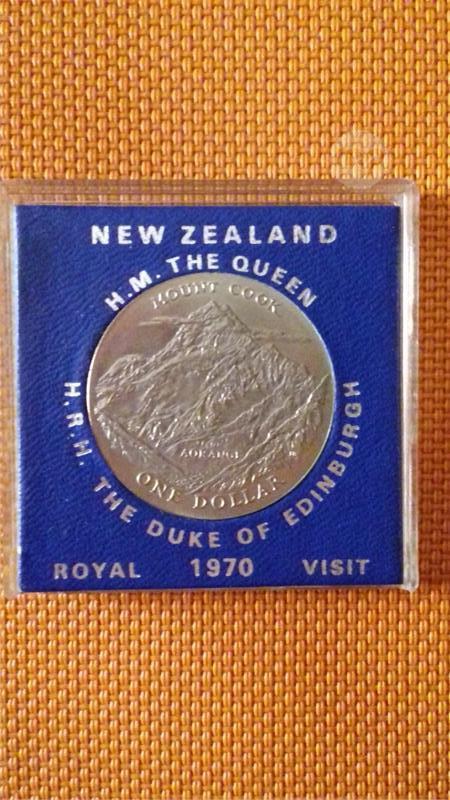 NEW ZEALAND
H.M. THE QUEEN
MOUNT COOK
AORANGI
ONE DOLLAR
H.R.H. THE DUKE OF EDINBURGH
ROYAL 1970 VISIT